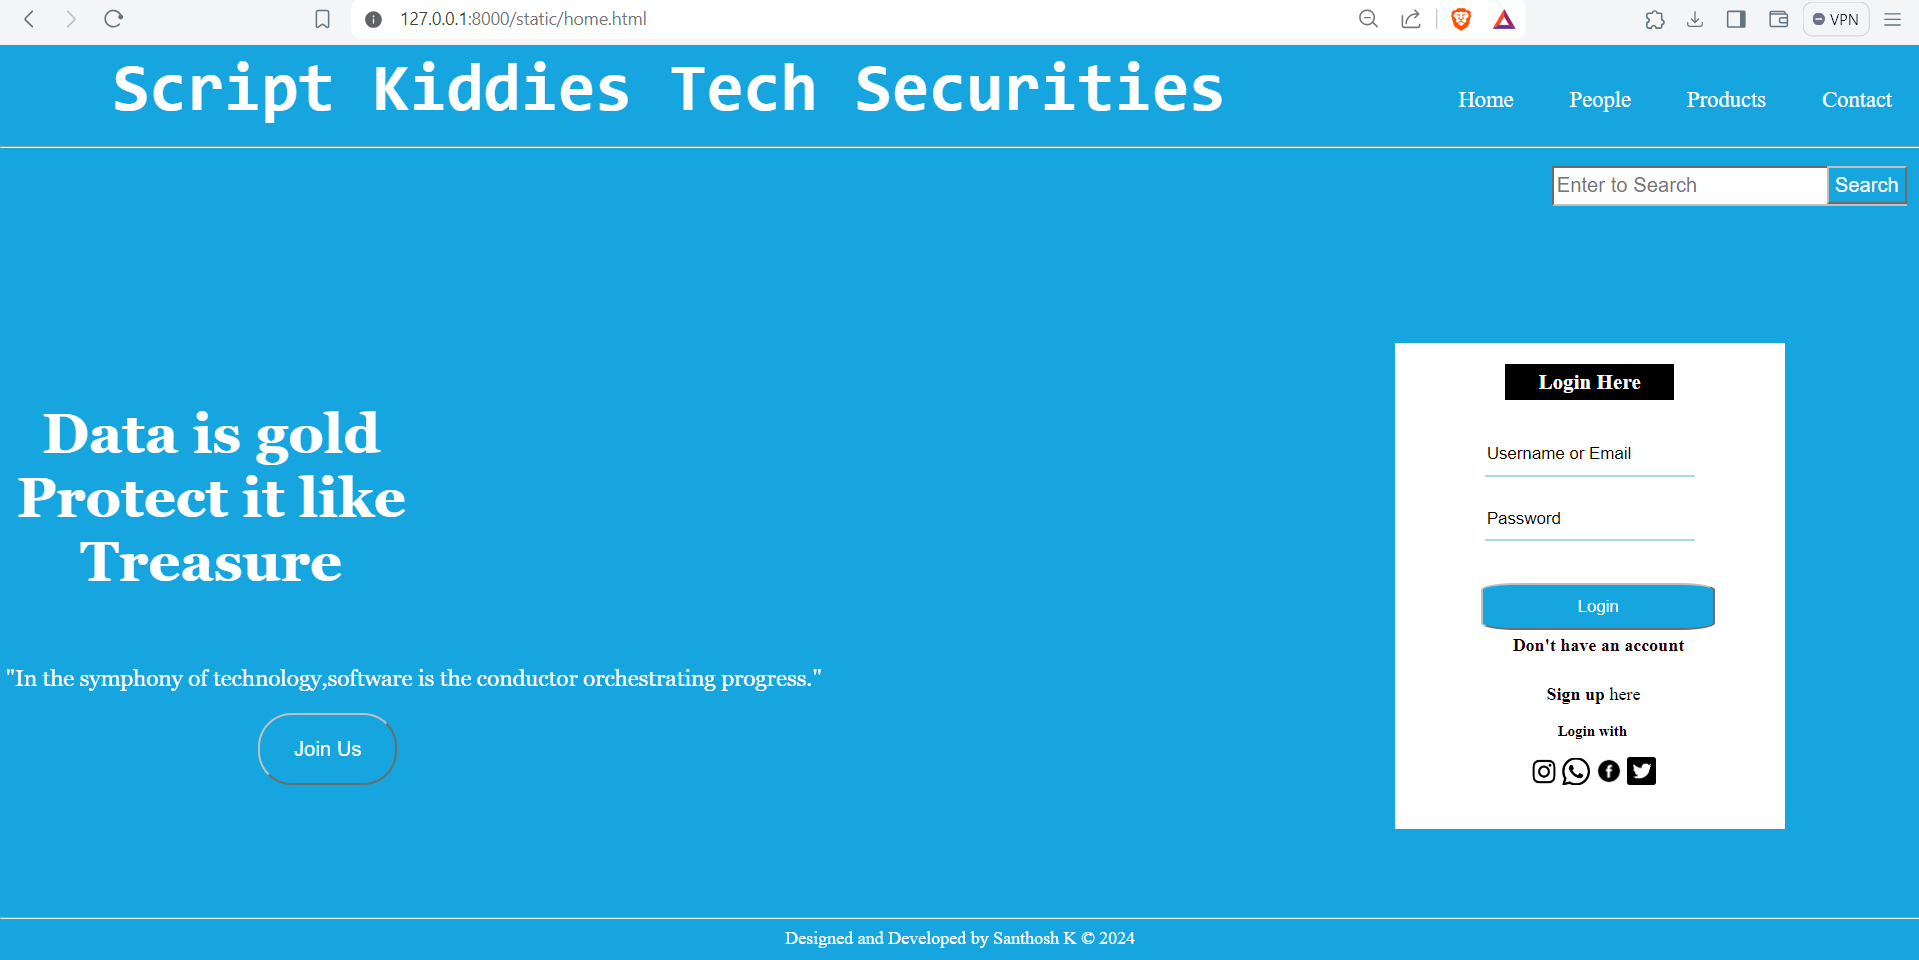 127.0.0.1:8000/static/home.html
VPN
Script Kiddies Tech Securities
Home People Products Contact
Enter to Search Search
Login Here
Username or Email
Password
Login
Don't have an account
Sign up here
Login with
Data is gold
Protect it like
Treasure
"In the symphony of technology,software is the conductor orchestrating progress."
Join Us
Designed and Developed by Santhosh K © 2024